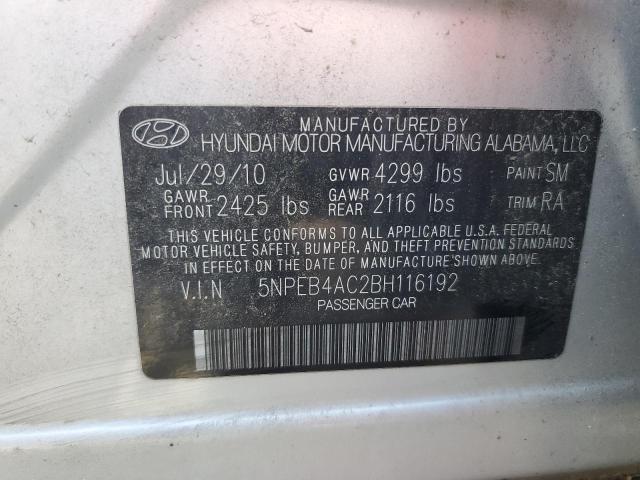 MANUFACTURED BY
HYUNDAI MOTOR MANUFACTURING ALABAMA, LLC
Jul/29/10 GVWR 4299 lbs PAINT SM
GAWR FRONT 2425 lbs GAWR REAR 2116 lbs TRIM RA
THIS VEHICLE CONFORMS TO ALL APPLICABLE U.S.A. FEDERAL
MOTOR VEHICLE SAFETY, BUMPER, AND THEFT PREVENTION STANDARDS
IN EFFECT ON THE DATE OF MANUFACTURE SHOWN ABOVE.
V.I.N 5NPEB4AC2BH116192
PASSENGER CAR